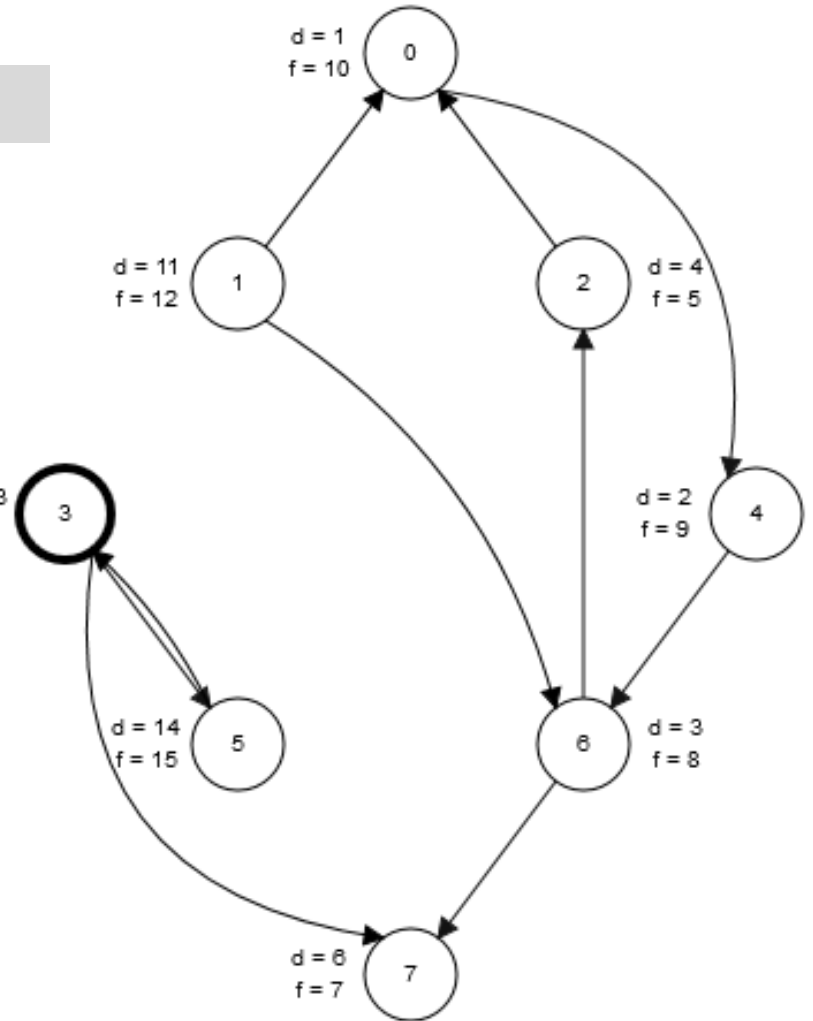 d = 1
f = 10
0
d = 11
f = 12
1
2
d = 4
f = 5
3
d = 2
f = 9
4
d = 14
f = 15
5
6
d = 3
f = 8
d = 6
f = 7
7